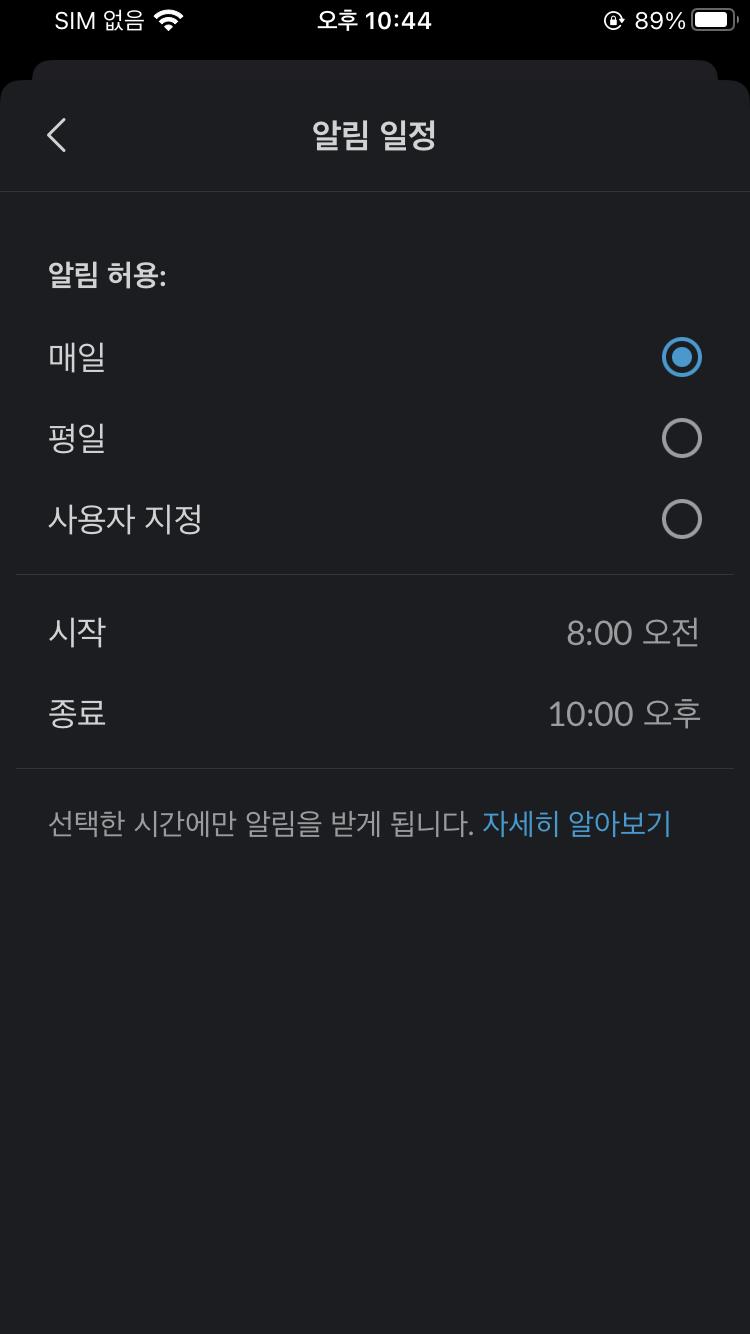 SIM 없음 오후 10:44 89%
알림 일정
알림 허용:
매일
평일
사용자 지정
시작 8:00 오전
종료 10:00 오후
선택한 시간에만 알림을 받게 됩니다. 자세히 알아보기